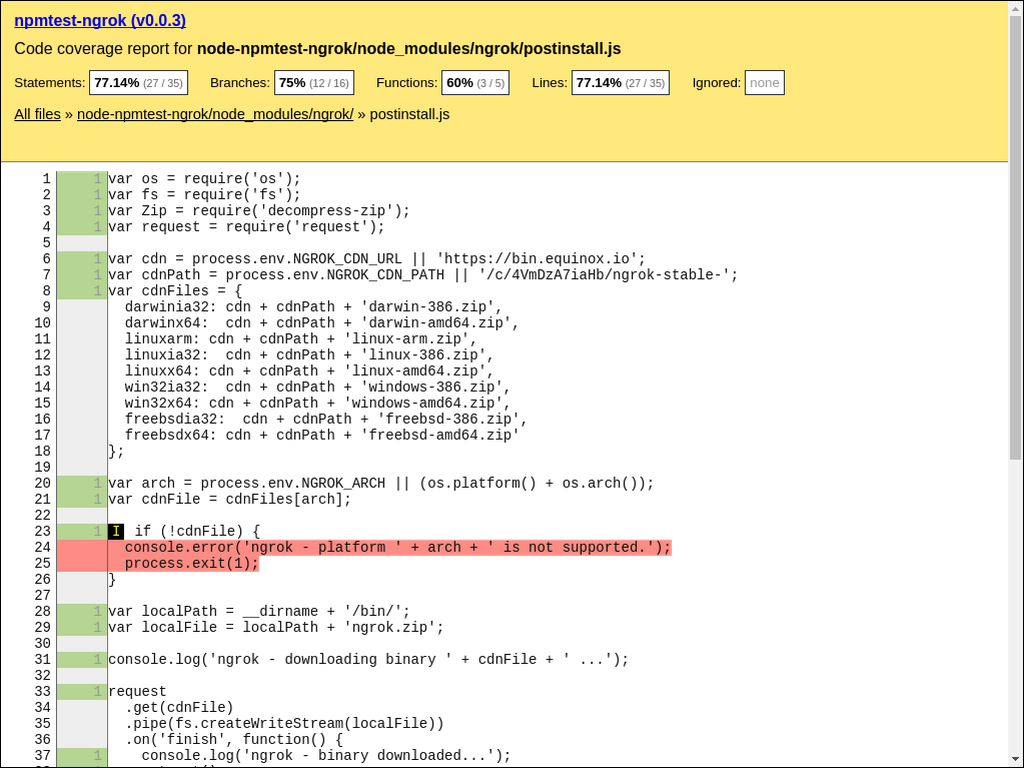 npmtest-ngrok (v0.0.3)
Code coverage report for node-npmtest-ngrok/node_modules/ngrok/postinstall.js
Statements: 77.14% (27 / 35) Branches: 75% (12 / 16) Functions: 60% (3 / 5) Lines: 77.14% (27 / 35) Ignored: none
All files » node-npmtest-ngrok/node_modules/ngrok/ » postinstall.js
1 1 var os = require('os');
2 1 var fs = require('fs');
3 1 var Zip = require('decompress-zip');
4 1 var request = require('request');
5
6 1 var cdn = process.env.NGROK_CDN_URL || 'https://bin.equinox.io';
7 1 var cdnPath = process.env.NGROK_CDN_PATH || '/c/4VmDzA7iaHb/ngrok-stable-';
8 1 var cdnFiles = {
9   darwinia32: cdn + cdnPath + 'darwin-386.zip',
10   darwinx64:  cdn + cdnPath + 'darwin-amd64.zip',
11   linuxarm: cdn + cdnPath + 'linux-arm.zip',
12   linuxia32:  cdn + cdnPath + 'linux-386.zip',
13   linuxx64: cdn + cdnPath + 'linux-amd64.zip',
14   win32ia32:  cdn + cdnPath + 'windows-386.zip',
15   win32x64: cdn + cdnPath + 'windows-amd64.zip',
16   freebsdia32:  cdn + cdnPath + 'freebsd-386.zip',
17   freebsdx64: cdn + cdnPath + 'freebsd-amd64.zip'
18 };
19
20 1 var arch = process.env.NGROK_ARCH || (os.platform() + os.arch());
21 1 var cdnFile = cdnFiles[arch];
22
23 1 I if (!cdnFile) {
24   console.error('ngrok - platform ' + arch + ' is not supported.');
25   process.exit(1);
26 }
27
28 1 var localPath = __dirname + '/bin/';
29 1 var localFile = localPath + 'ngrok.zip';
30
31 1 console.log('ngrok - downloading binary ' + cdnFile + ' ...');
32
33 1 request
34   .get(cdnFile)
35   .pipe(fs.createWriteStream(localFile))
36   .on('finish', function() {
37 1     console.log('ngrok - binary downloaded...');